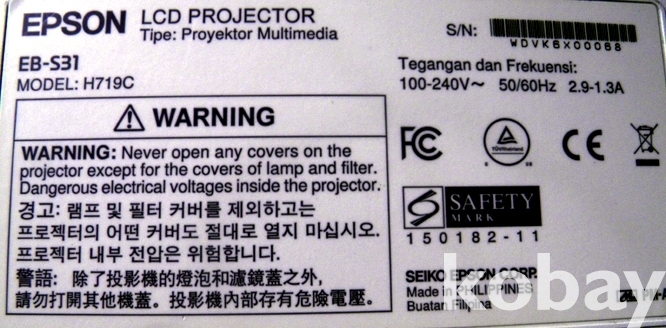 EPSON
LCD PROJECTOR
Tipe: Proyektor Multimedia
S/N:
WDVK6X00068
EB-S31
MODEL: H719C
Tegangan dan Frekuensi:
100-240V～ 50/60Hz 2.9-1.3A
⚠ WARNING
WARNING: Never open any covers on the
projector except for the covers of lamp and filter.
Dangerous electrical voltages inside the projector.
경고: 램프 및 필터 커버를 제외하고는
프로젝터의 어떤 커버도 절대로 열지 마십시오.
프로젝터 내부 전압은 위험합니다.
警語: 除了投影機的燈泡和濾鏡蓋之外,
請勿打開其他機蓋。投影機內部存有危險電壓。
FC
TÜVRheinland
CE
S SAFETY
MARK
150182-11
SEIKO EPSON CORP.
Made in PHILIPPINES
Buatan Filipina
kobay